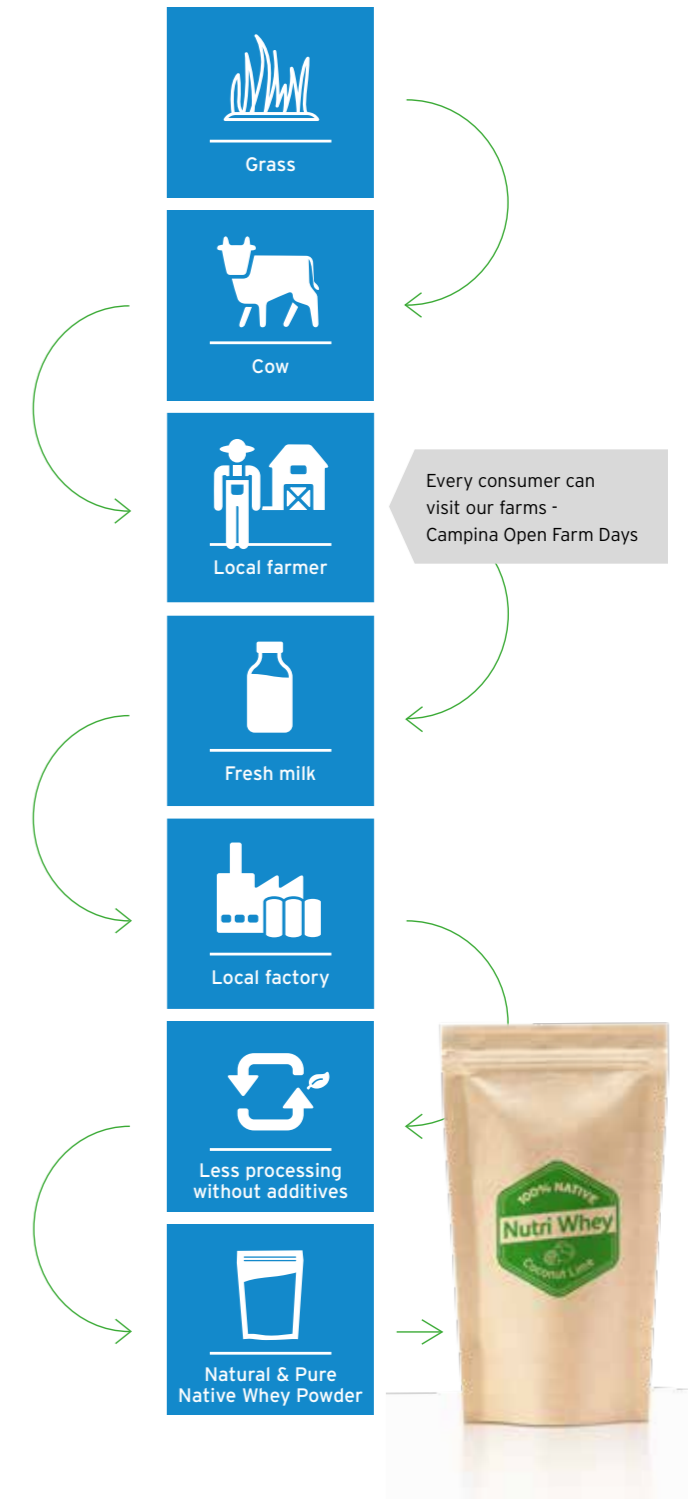 Grass
Cow
Local farmer
Every consumer can
visit our farms -
Campina Open Farm Days
Fresh milk
Local factory
Less processing
without additives
100% NATIVE
Nutri Whey
Coconut Lime
Natural & Pure
Native Whey Powder